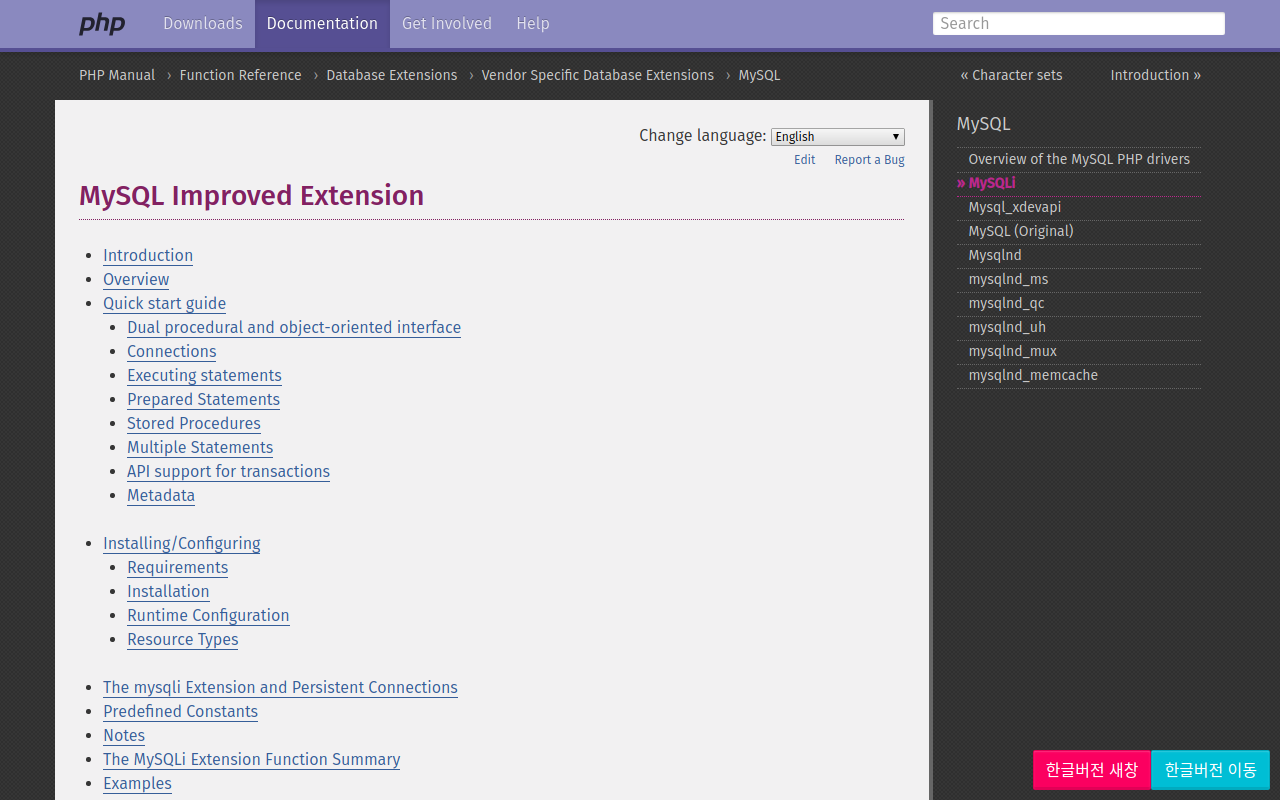 php Downloads Documentation Get Involved Help Search
PHP Manual › Function Reference › Database Extensions › Vendor Specific Database Extensions › MySQL « Character sets Introduction »
Change language: English
Edit Report a Bug
MySQL Improved Extension
• Introduction
• Overview
• Quick start guide
• Dual procedural and object-oriented interface
• Connections
• Executing statements
• Prepared Statements
• Stored Procedures
• Multiple Statements
• API support for transactions
• Metadata
• Installing/Configuring
• Requirements
• Installation
• Runtime Configuration
• Resource Types
• The mysqli Extension and Persistent Connections
• Predefined Constants
• Notes
• The MySQLi Extension Function Summary
• Examples
MySQL
Overview of the MySQL PHP drivers
» MySQLi
Mysql_xdevapi
MySQL (Original)
Mysqlnd
mysqlnd_ms
mysqlnd_qc
mysqlnd_uh
mysqlnd_mux
mysqlnd_memcache
한글버전 새창 한글버전 이동